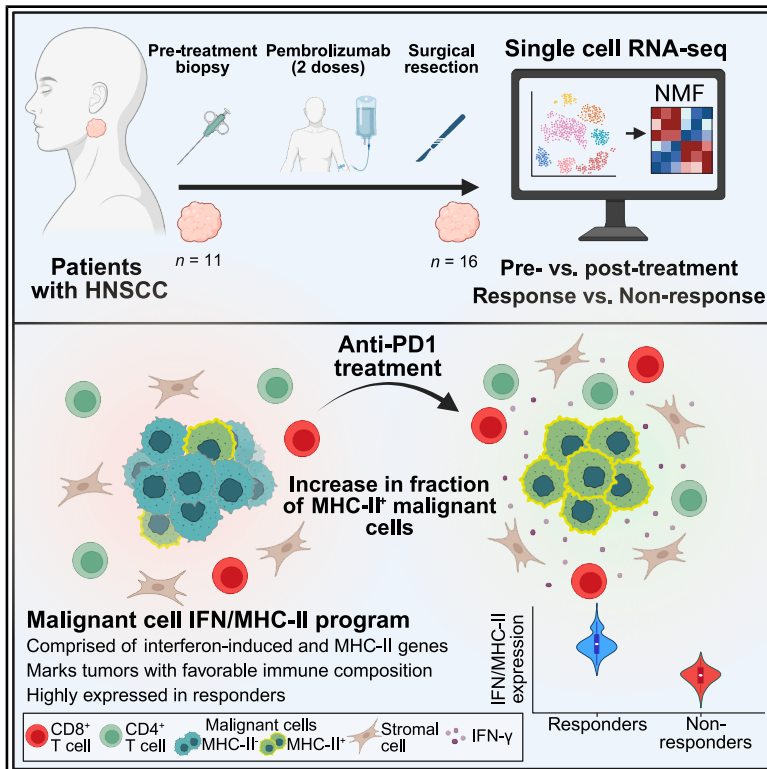 Pre-treatment
biopsy
Pembrolizumab
(2 doses)
Surgical
resection
Single cell RNA-seq
NMF
Patients
with HNSCC
n = 11
n = 16
Pre- vs. post-treatment
Response vs. Non-response
Anti-PD1
treatment
Increase in fraction
of MHC-II+ malignant
cells
Malignant cell IFN/MHC-II program
Comprised of interferon-induced and MHC-II genes
Marks tumors with favorable immune composition
Highly expressed in responders
IFN/MHC-II
expression
Responders
Non-
responders
CD8+
T cell
CD4+
T cell
Malignant cells
MHC-II-
MHC-II+
Stromal
cell
IFN-γ